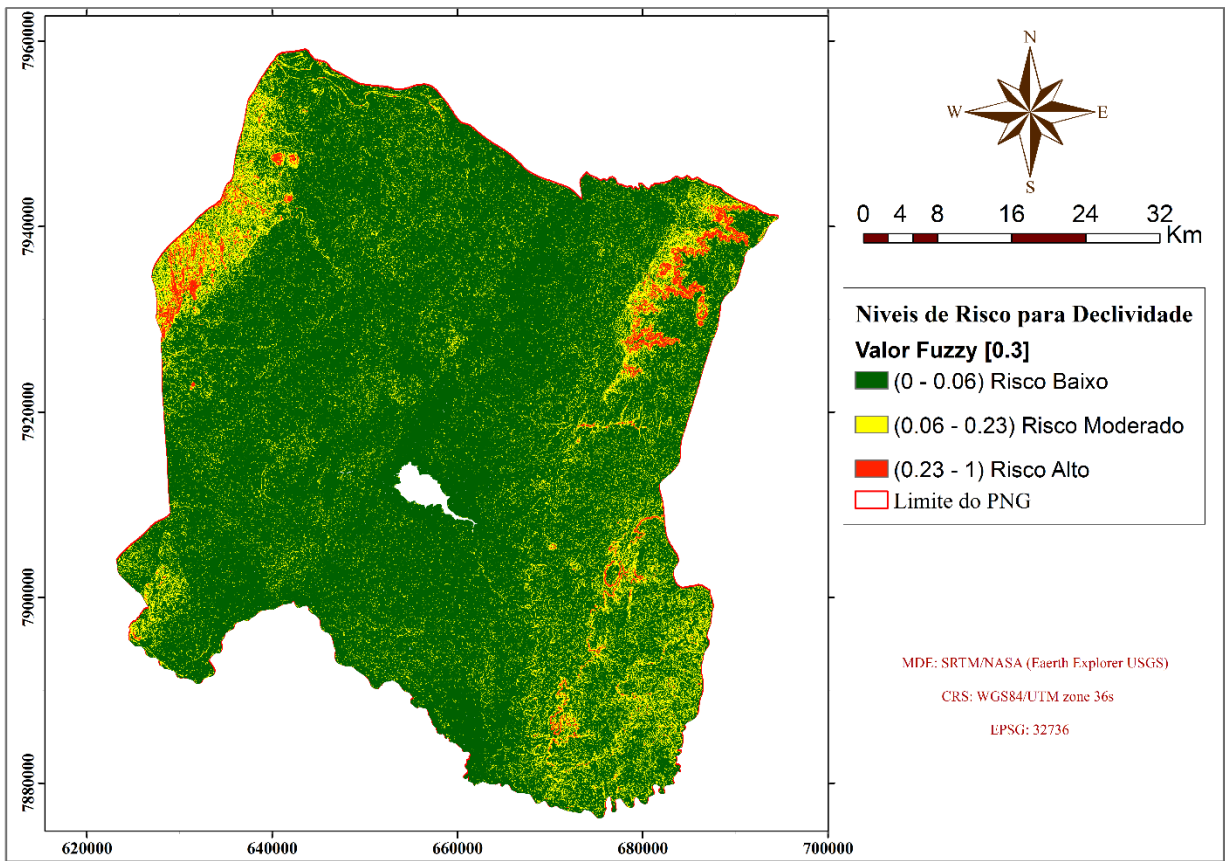 7960000
7940000
7920000
7900000
7880000
620000 640000 660000 680000 700000
N
W E
S
0 4 8 16 24 32
Km
Niveis de Risco para Declividade
Valor Fuzzy [0.3]
(0 - 0.06) Risco Baixo
(0.06 - 0.23) Risco Moderado
(0.23 - 1) Risco Alto
Limite do PNG
MDE: SRTM/NASA (Eaerth Explorer USGS)
CRS: WGS84/UTM zone 36s
EPSG: 32736